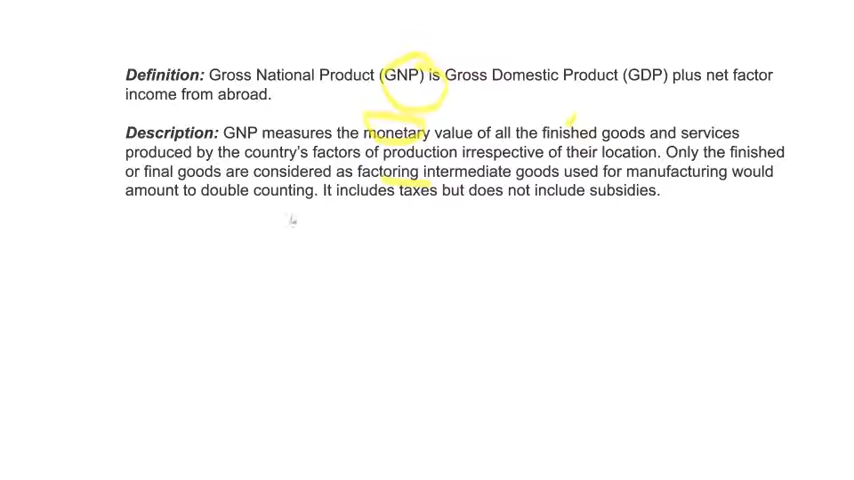 Definition: Gross National Product (GNP) is Gross Domestic Product (GDP) plus net factor
income from abroad.
Description: GNP measures the monetary value of all the finished goods and services
produced by the country's factors of production irrespective of their location. Only the finished
or final goods are considered as factoring intermediate goods used for manufacturing would
amount to double counting. It includes taxes but does not include subsidies.